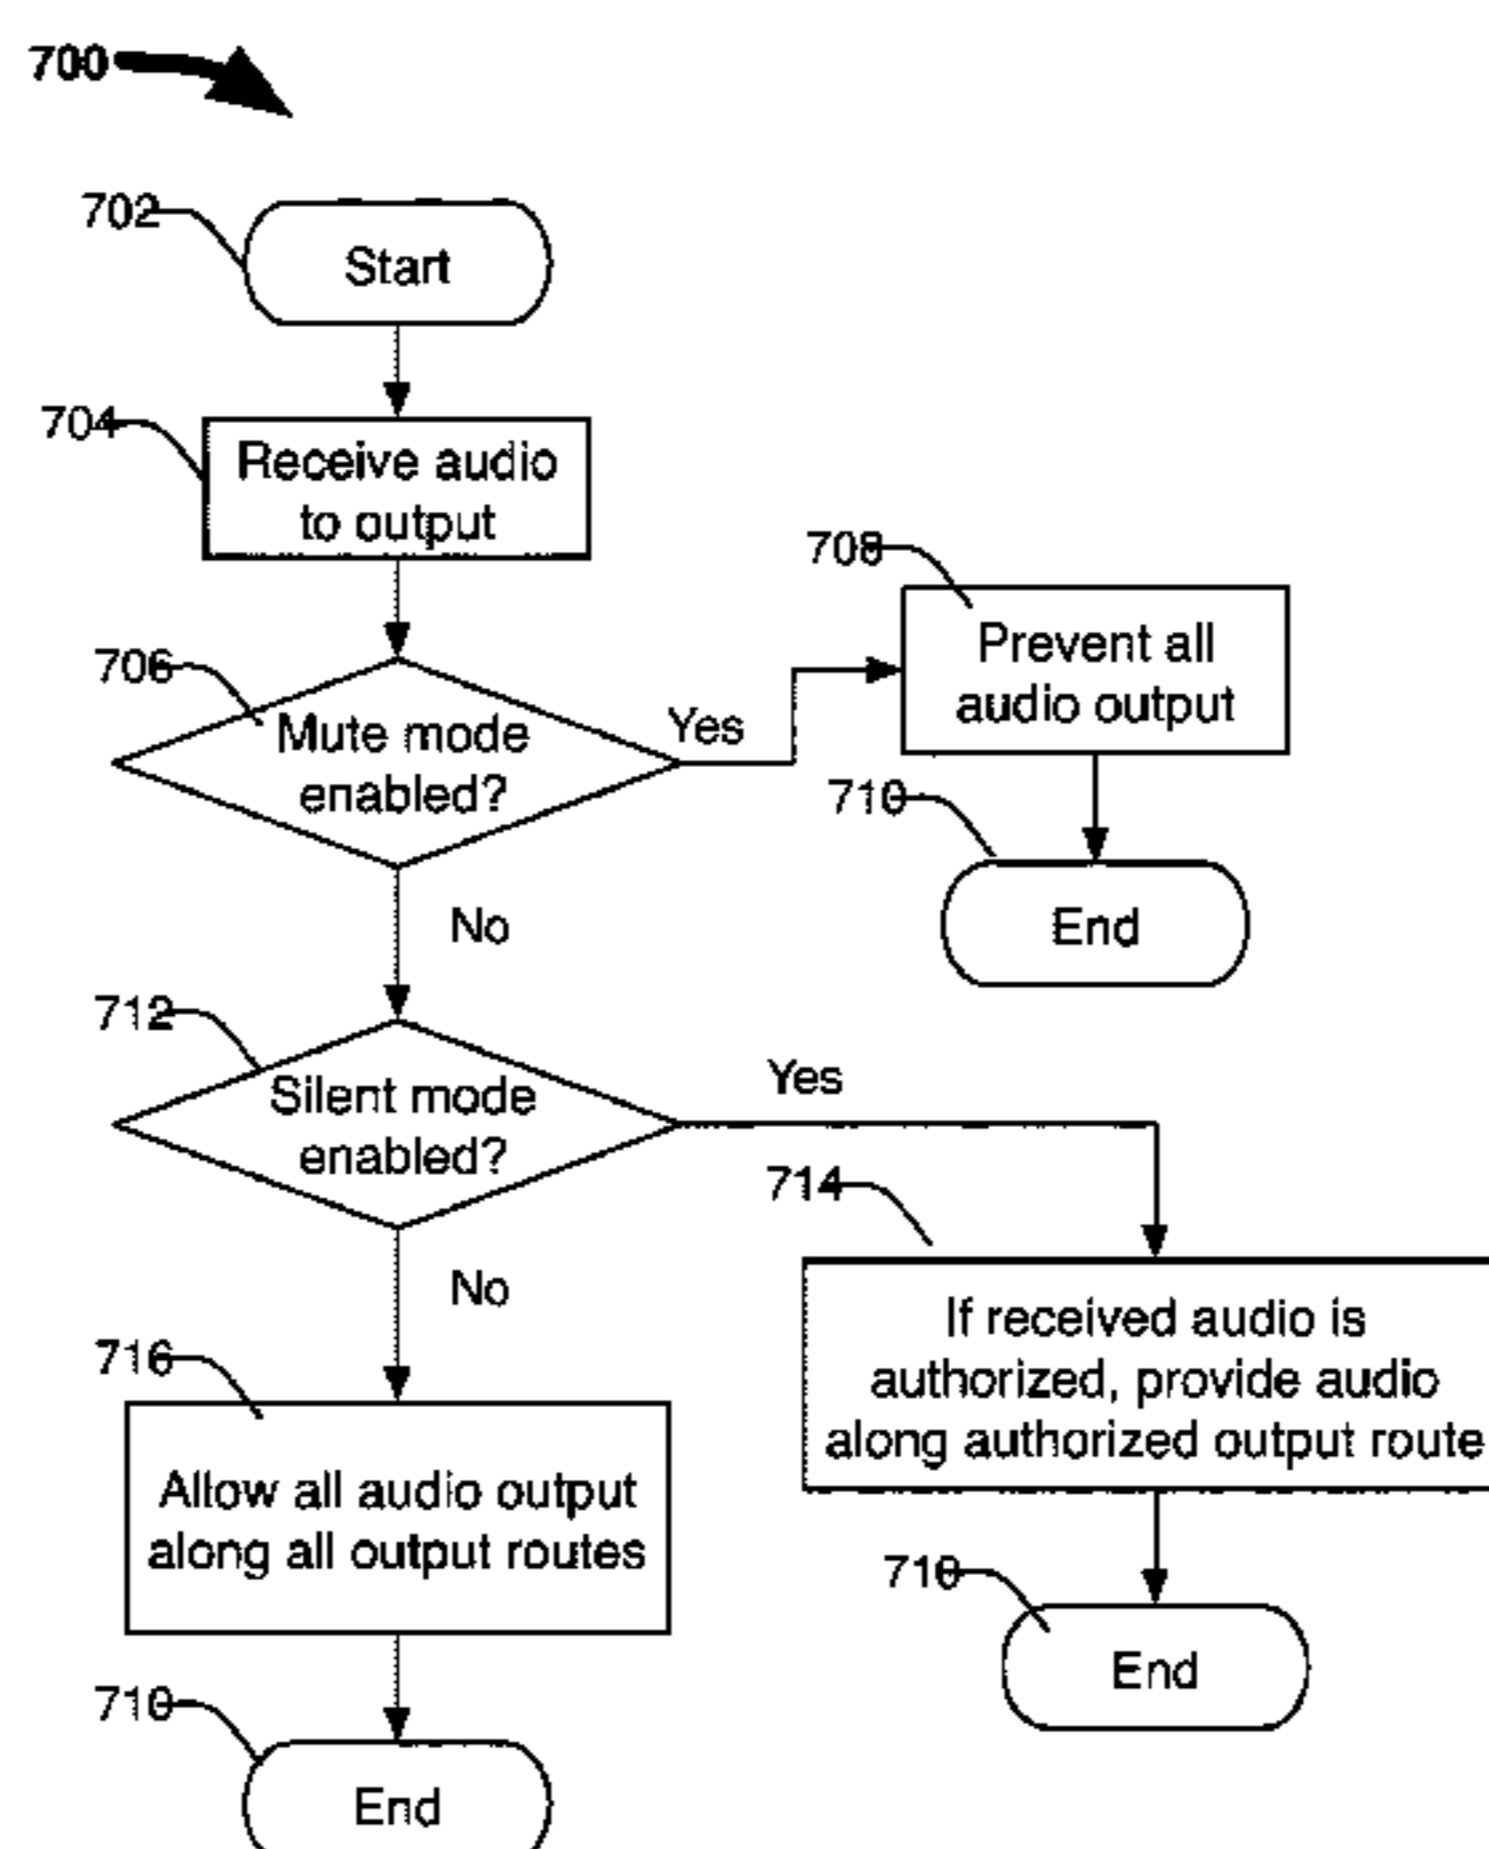 700
702
Start
704
Receive audio
to output
706
Mute mode
enabled?
Yes
708
Prevent all
audio output
710
End
No
712
Silent mode
enabled?
Yes
714
If received audio is
authorized, provide audio
along authorized output route
710
End
No
716
Allow all audio output
along all output routes
710
End